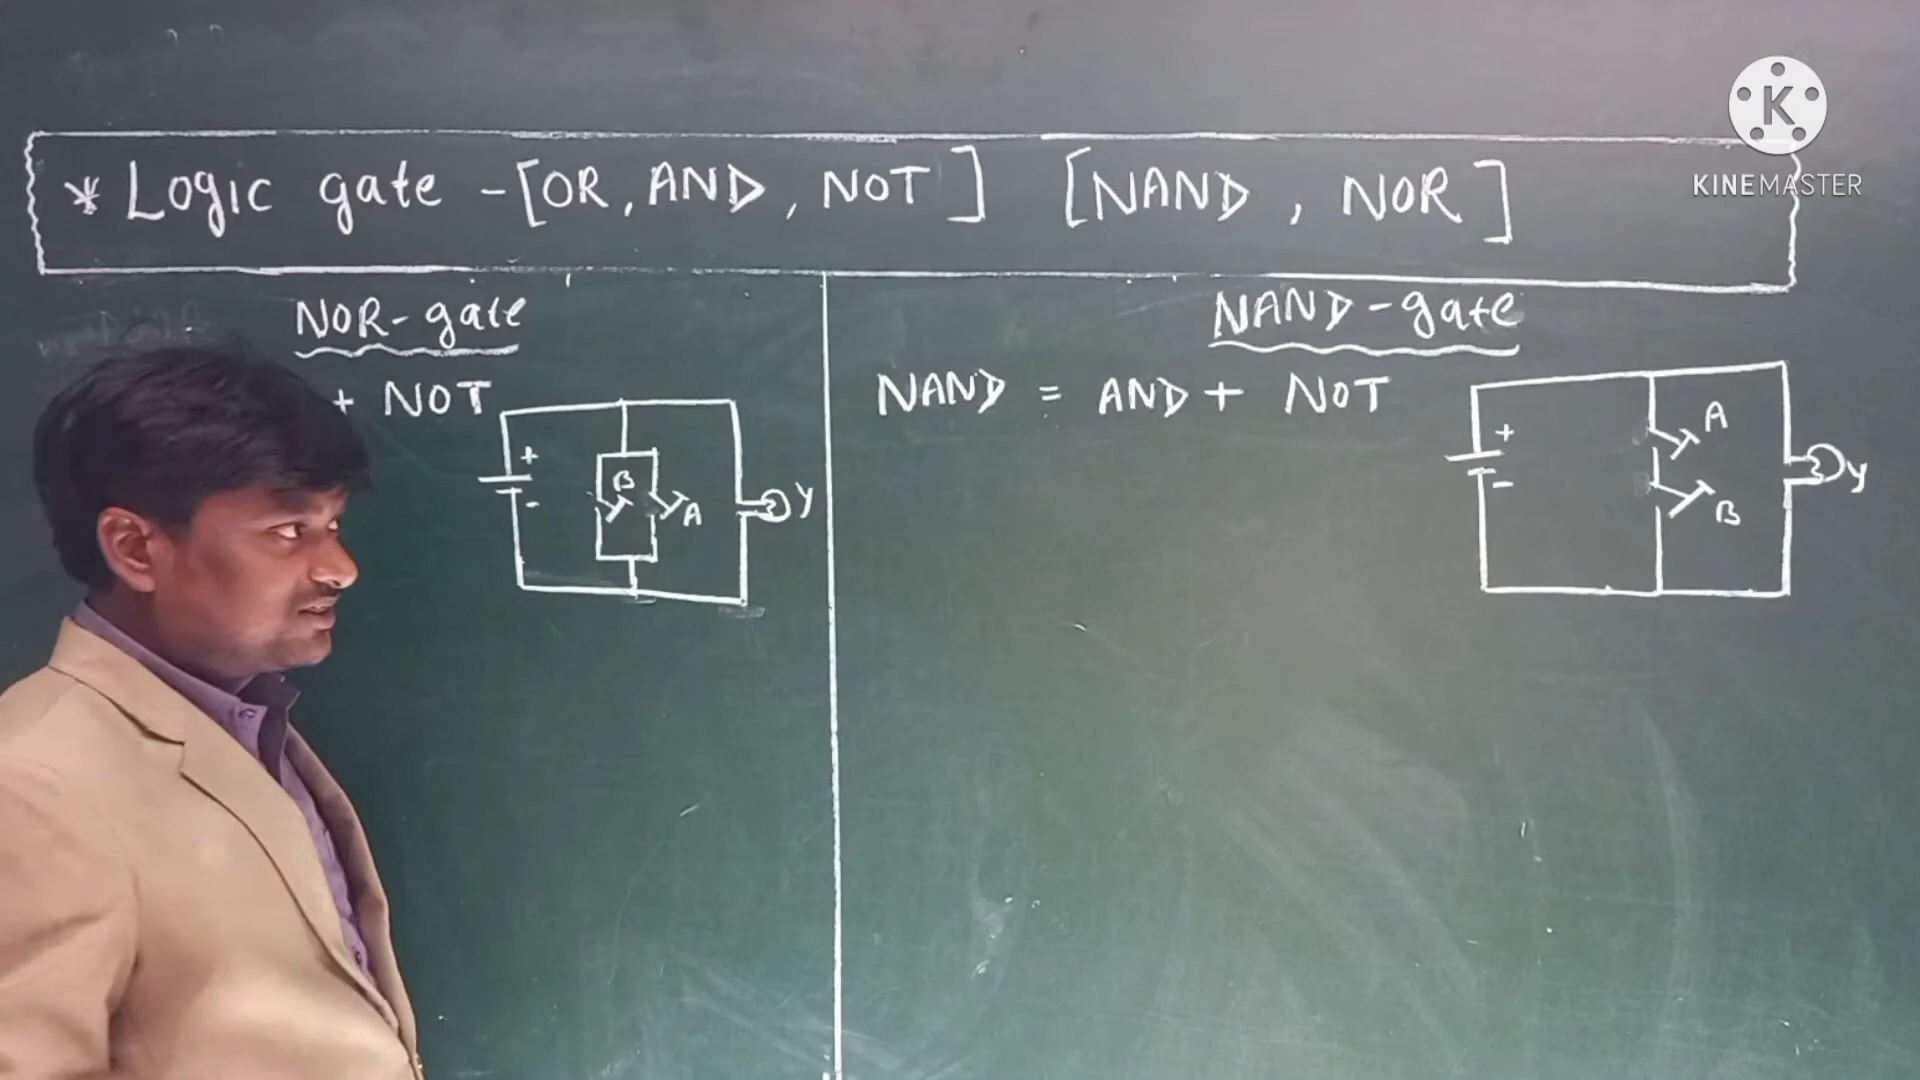 * Logic gate - [OR, AND, NOT] [NAND, NOR]
KINEMASTER
NOR-gate
+ NOT
+
-
B
A
Y
NAND-gate
NAND = AND + NOT
+
-
A
B
Y